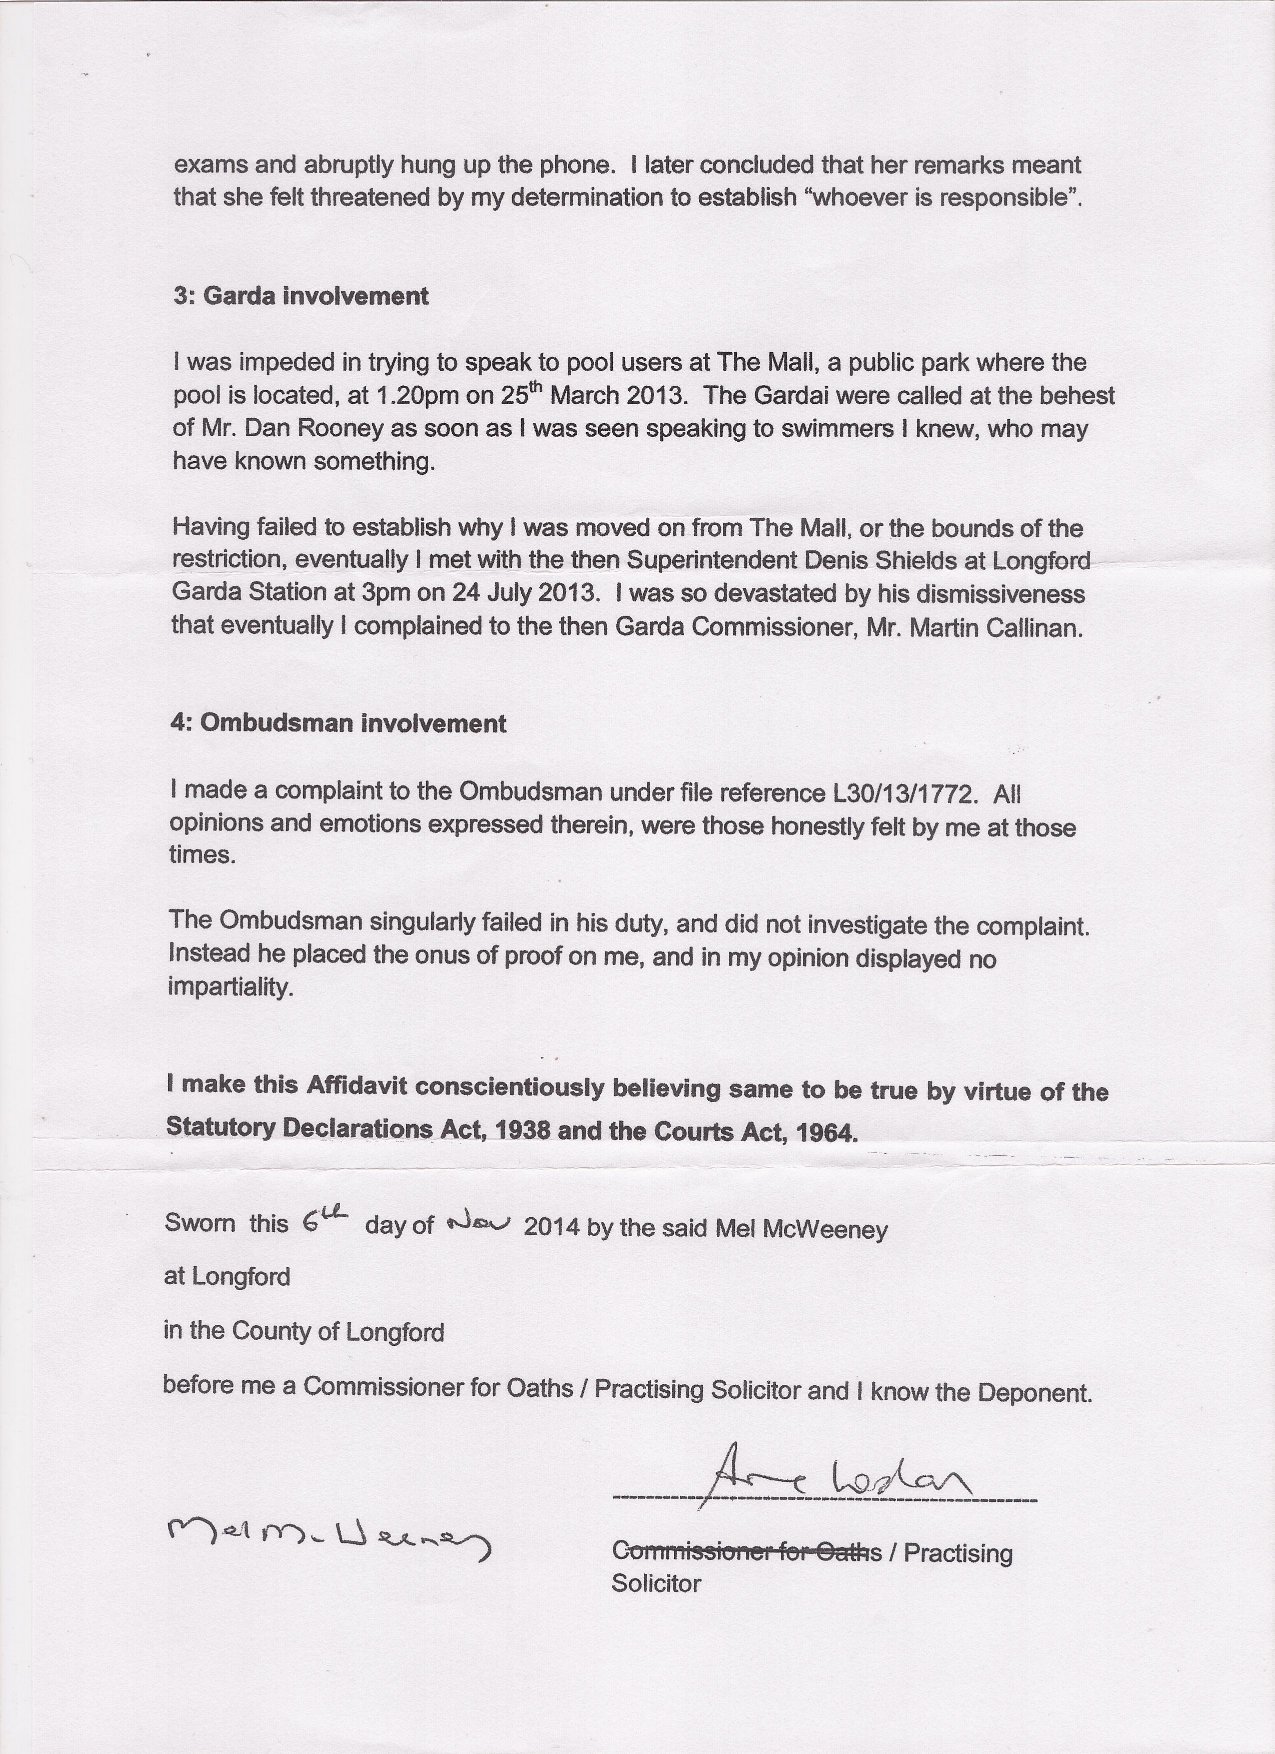 exams and abruptly hung up the phone. I later concluded that her remarks meant
that she felt threatened by my determination to establish “whoever is responsible”.
3: Garda involvement
I was impeded in trying to speak to pool users at The Mall, a public park where the
pool is located, at 1.20pm on 25th March 2013. The Gardai were called at the behest
of Mr. Dan Rooney as soon as I was seen speaking to swimmers I knew, who may
have known something.
Having failed to establish why I was moved on from The Mall, or the bounds of the
restriction, eventually I met with the then Superintendent Denis Shields at Longford
Garda Station at 3pm on 24 July 2013. I was so devastated by his dismissiveness
that eventually I complained to the then Garda Commissioner, Mr. Martin Callinan.
4: Ombudsman involvement
I made a complaint to the Ombudsman under file reference L30/13/1772. All
opinions and emotions expressed therein, were those honestly felt by me at those
times.
The Ombudsman singularly failed in his duty, and did not investigate the complaint.
Instead he placed the onus of proof on me, and in my opinion displayed no
impartiality.
I make this Affidavit conscientiously believing same to be true by virtue of the
Statutory Declarations Act, 1938 and the Courts Act, 1964.
Sworn this 6th day of Nov 2014 by the said Mel McWeeney
at Longford
in the County of Longford
before me a Commissioner for Oaths / Practising Solicitor and I know the Deponent.
Mel McWeeney
Commissioner for Oaths / Practising
Solicitor